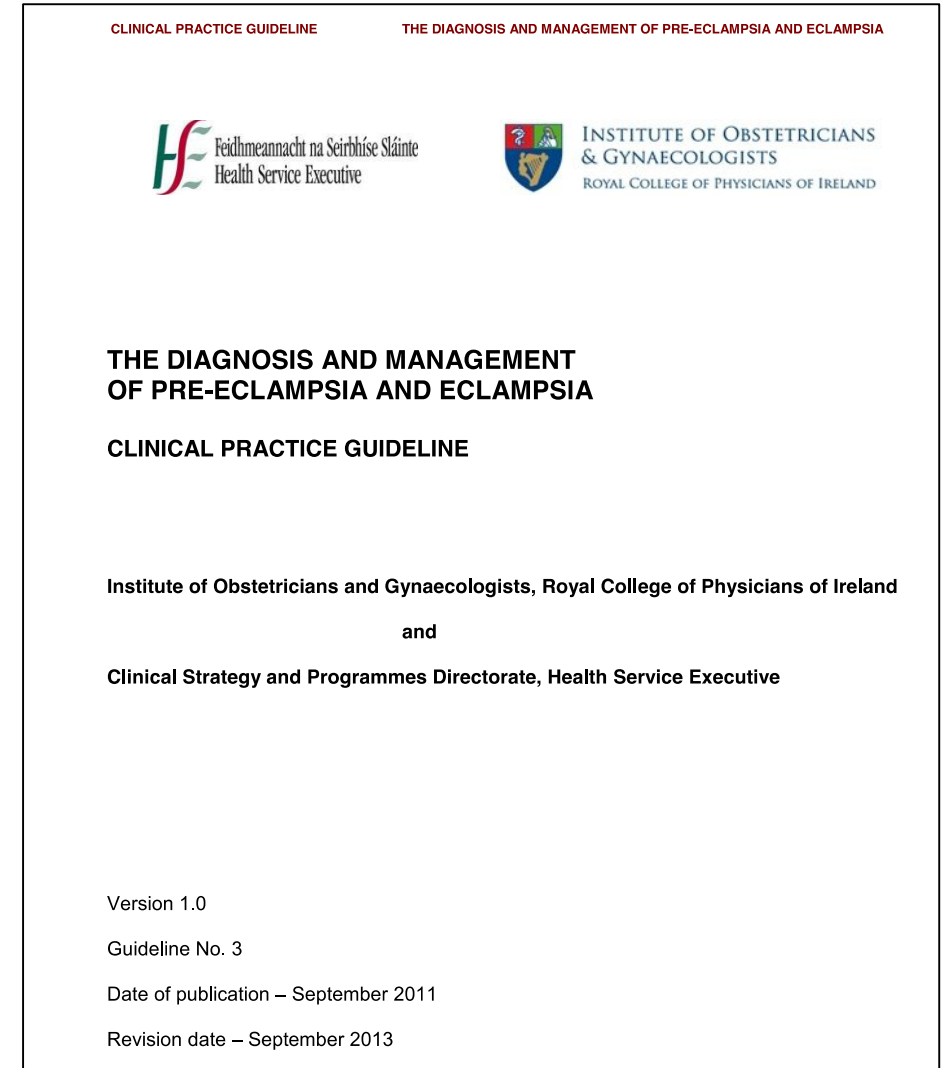 CLINICAL PRACTICE GUIDELINE THE DIAGNOSIS AND MANAGEMENT OF PRE-ECLAMPSIA AND ECLAMPSIA
Feidhmeannacht na Seirbhíse Sláinte
Health Service Executive
INSTITUTE OF OBSTETRICIANS
& GYNAECOLOGISTS
ROYAL COLLEGE OF PHYSICIANS OF IRELAND
THE DIAGNOSIS AND MANAGEMENT
OF PRE-ECLAMPSIA AND ECLAMPSIA
CLINICAL PRACTICE GUIDELINE
Institute of Obstetricians and Gynaecologists, Royal College of Physicians of Ireland
and
Clinical Strategy and Programmes Directorate, Health Service Executive
Version 1.0
Guideline No. 3
Date of publication – September 2011
Revision date – September 2013